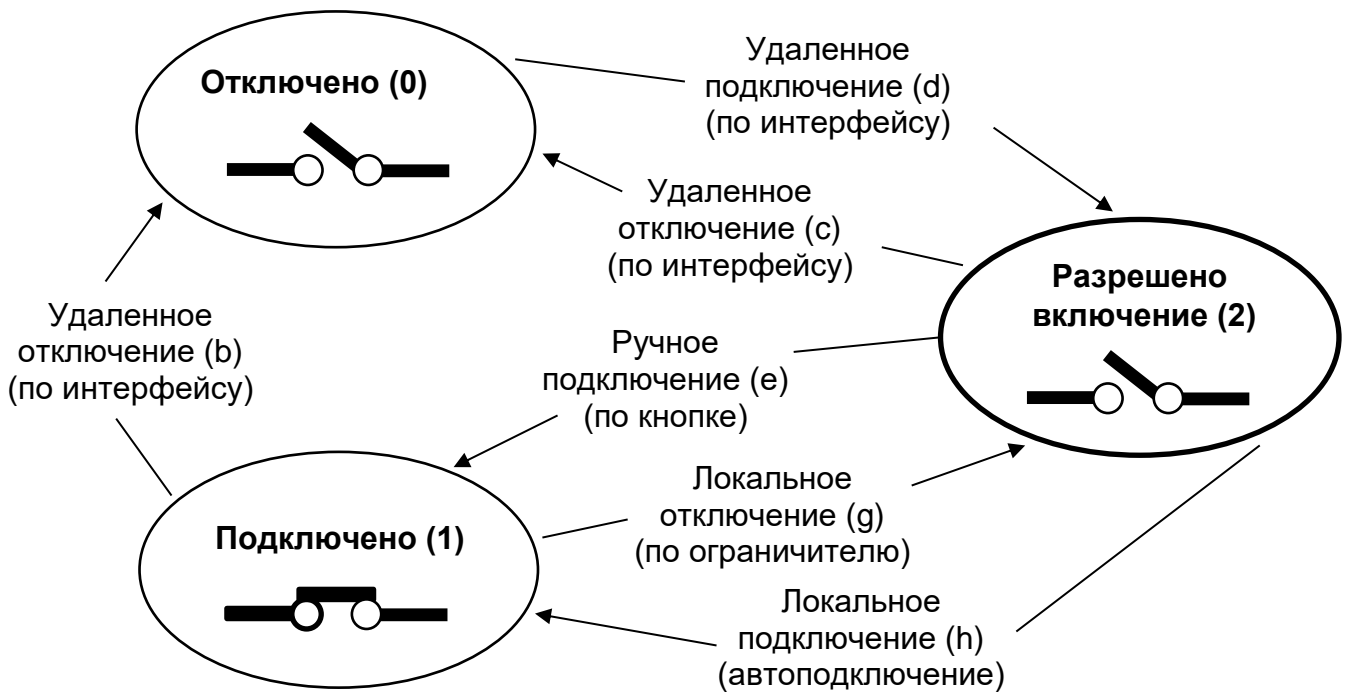 Отключено (0)
Удаленное
подключение (d)
(по интерфейсу)
Удаленное
отключение (c)
(по интерфейсу)
Разрешено
включение (2)
Удаленное
отключение (b)
(по интерфейсу)
Ручное
подключение (e)
(по кнопке)
Подключено (1)
Локальное
отключение (g)
(по ограничителю)
Локальное
подключение (h)
(автоподключение)